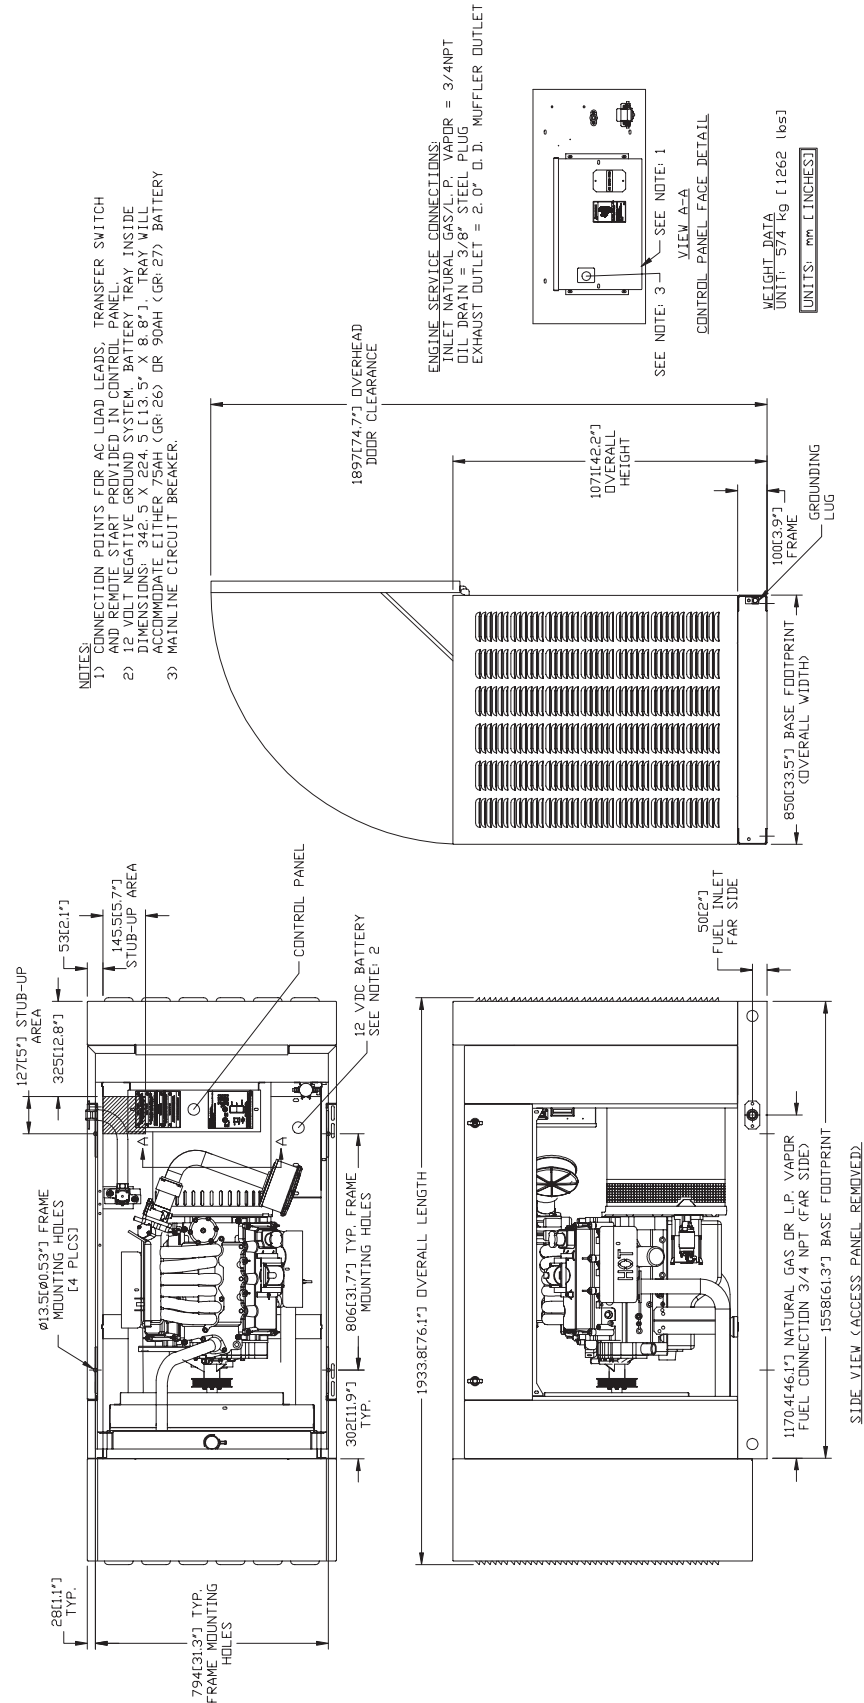 NOTES:
1) CONNECTION POINTS FOR AC LOAD LEADS, TRANSFER SWITCH
AND REMOTE START PROVIDED IN CONTROL PANEL.
2) 12 VOLT NEGATIVE GROUND SYSTEM. BATTERY TRAY INSIDE
DIMENSIONS: 342.5 X 224.5 [13.5" X 8.8"]. TRAY WILL
ACCOMMODATE EITHER 75AH (GR:26) OR 90AH (GR:27) BATTERY
3) MAINLINE CIRCUIT BREAKER.
ENGINE SERVICE CONNECTIONS:
INLET NATURAL GAS/L.P. VAPOR = 3/4NPT
OIL DRAIN = 3/8" STEEL PLUG
EXHAUST OUTLET = 2.0" O.D. MUFFLER OUTLET
SEE NOTE: 3
SEE NOTE: 1
VIEW A-A
CONTROL PANEL FACE DETAIL
WEIGHT DATA
UNIT: 574 kg [1262 lbs]
UNITS: mm [INCHES]
28[1.1"]
TYP.
794[31.3"] TYP.
FRAME MOUNTING
HOLES
ø13.5[ø0.53"] FRAME
MOUNTING HOLES
[4 PLCS]
302[11.9"]
TYP.
806[31.7"] TYP. FRAME
MOUNTING HOLES
127[5"] STUB-UP
AREA
325[12.8"]
53[2.1"]
145.5[5.7"]
STUB-UP AREA
A
A
CONTROL PANEL
12 VDC BATTERY
SEE NOTE: 2
1897[74.7"] OVERHEAD
DOOR CLEARANCE
1071[42.2"]
OVERALL
HEIGHT
100[3.9"]
FRAME
GROUNDING
LUG
850[33.5"] BASE FOOTPRINT
(OVERALL WIDTH)
1933.8[76.1"] OVERALL LENGTH
HOT
50[2"]
FUEL INLET
FAR SIDE
1170.4[46.1"] NATURAL GAS OR L.P. VAPOR
FUEL CONNECTION 3/4 NPT (FAR SIDE)
1558[61.3"] BASE FOOTPRINT
SIDE VIEW (ACCESS PANEL REMOVED)